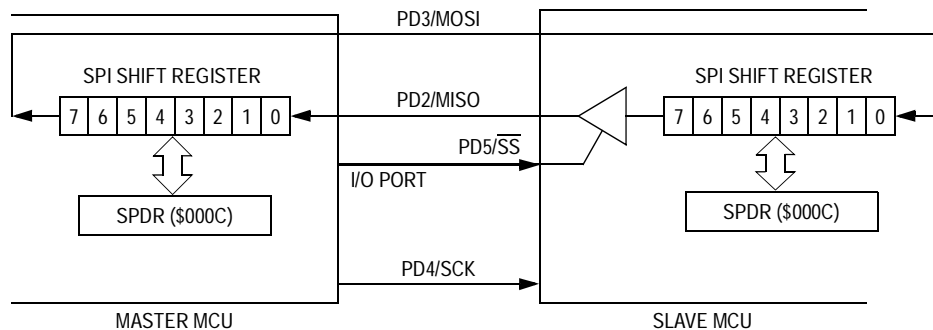 PD3/MOSI
SPI SHIFT REGISTER
SPI SHIFT REGISTER
7 6 5 4 3 2 1 0
PD2/MISO
7 6 5 4 3 2 1 0
PD5/SS
I/O PORT
SPDR ($000C)
SPDR ($000C)
PD4/SCK
MASTER MCU
SLAVE MCU